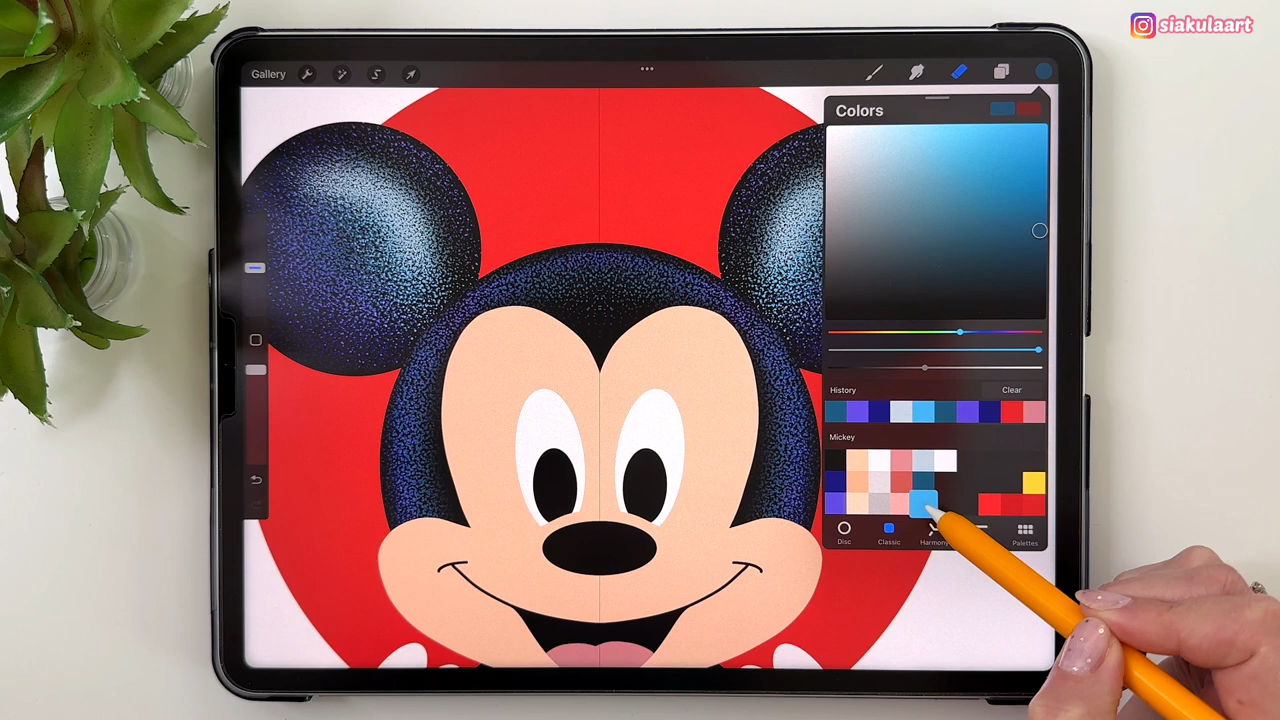 siakulaart
Gallery
Colors
History
Clear
Mickey
Disc
Classic
Harmony
Palettes